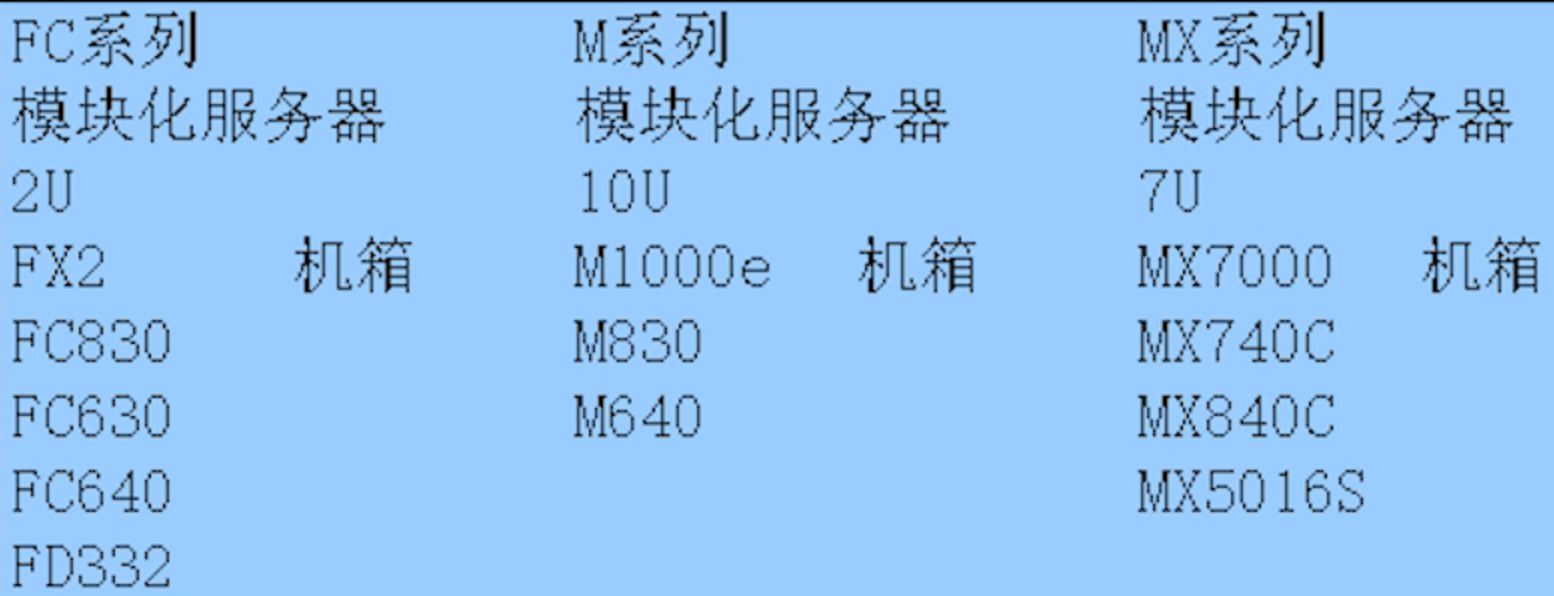 FC系列 M系列 MX系列
模块化服务器 模块化服务器 模块化服务器
2U 10U 7U
FX2 机箱 M1000e 机箱 MX7000 机箱
FC830 M830 MX740C
FC630 M640 MX840C
FC640 MX5016S
FD332